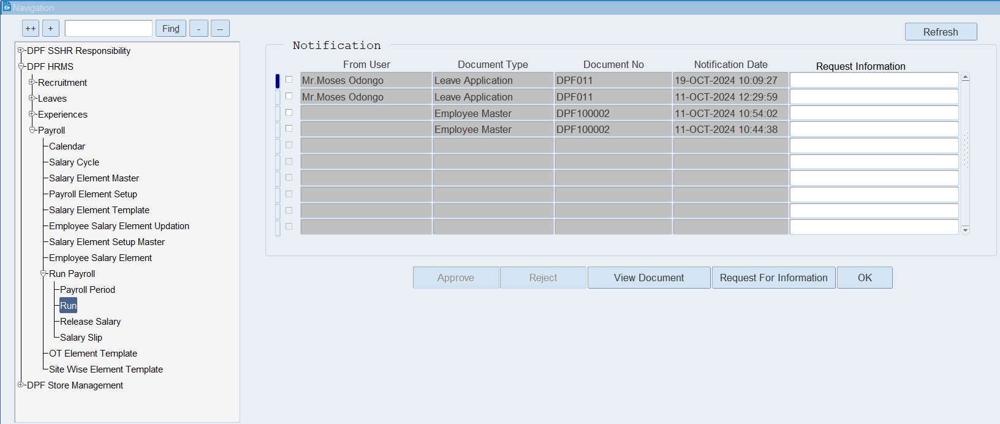 Navigation
++ + Find - --
DPF SSHR Responsibility
DPF HRMS
Recruitment
Leaves
Experiences
Payroll
Calendar
Salary Cycle
Salary Element Master
Payroll Element Setup
Salary Element Template
Employee Salary Element Updation
Salary Element Setup Master
Employee Salary Element
Run Payroll
Payroll Period
Run
Release Salary
Salary Slip
OT Element Template
Site Wise Element Template
DPF Store Management
Refresh
Notification
From User Document Type Document No Notification Date Request Information
Mr.Moses Odongo Leave Application DPF011 19-OCT-2024 10:09:27
Mr.Moses Odongo Leave Application DPF011 11-OCT-2024 12:29:59
Employee Master DPF100002 11-OCT-2024 10:54:02
Employee Master DPF100002 11-OCT-2024 10:44:38
Approve Reject View Document Request For Information OK